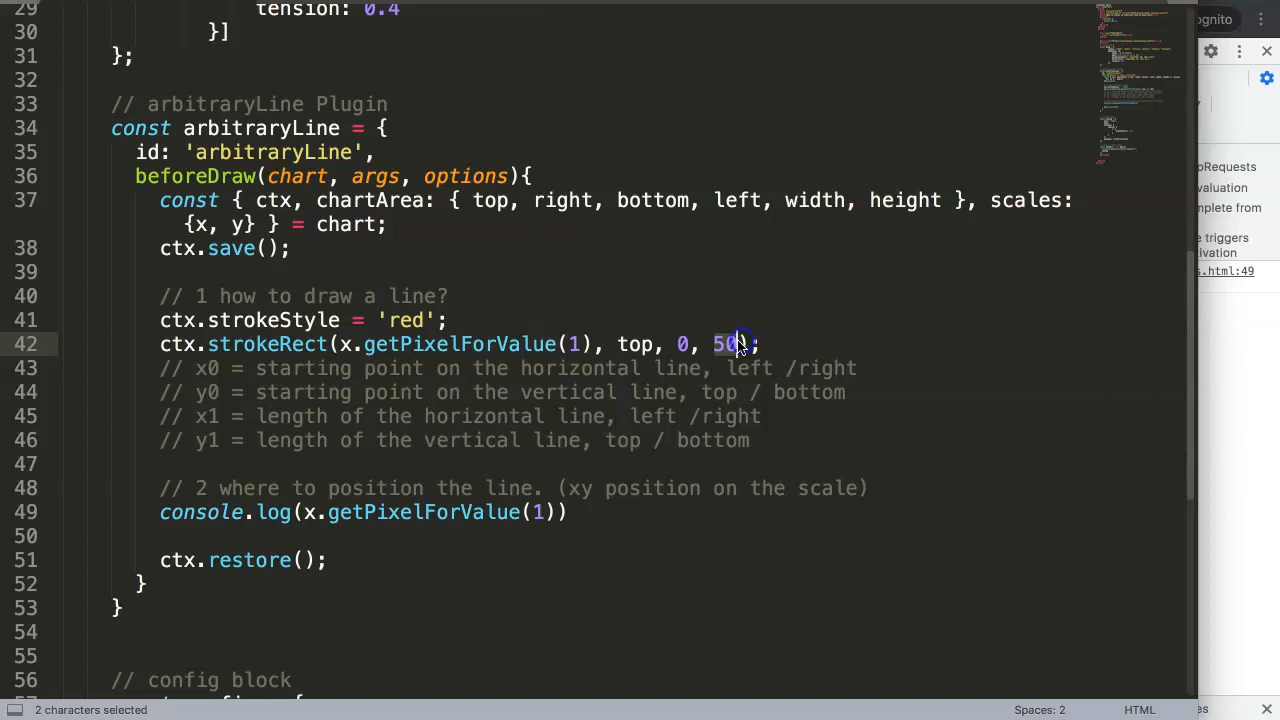 29 tension: 0.4
30 }]
31 };
32
33 // arbitraryLine Plugin
34 const arbitraryLine = {
35 id: 'arbitraryLine',
36 beforeDraw(chart, args, options){
37 const { ctx, chartArea: { top, right, bottom, left, width, height }, scales:
{x, y} } = chart;
38 ctx.save();
39
40 // 1 how to draw a line?
41 ctx.strokeStyle = 'red';
42 ctx.strokeRect(x.getPixelForValue(1), top, 0, 50);
43 // x0 = starting point on the horizontal line, left /right
44 // y0 = starting point on the vertical line, top / bottom
45 // x1 = length of the horizontal line, left /right
46 // y1 = length of the vertical line, top / bottom
47
48 // 2 where to position the line. (xy position on the scale)
49 console.log(x.getPixelForValue(1))
50
51 ctx.restore();
52 }
53 }
54
55
56 // config block
2 characters selected
Spaces: 2
HTML
gnito
pRequests
valuation
mplete from
e triggers
ivation
s.html:49
es